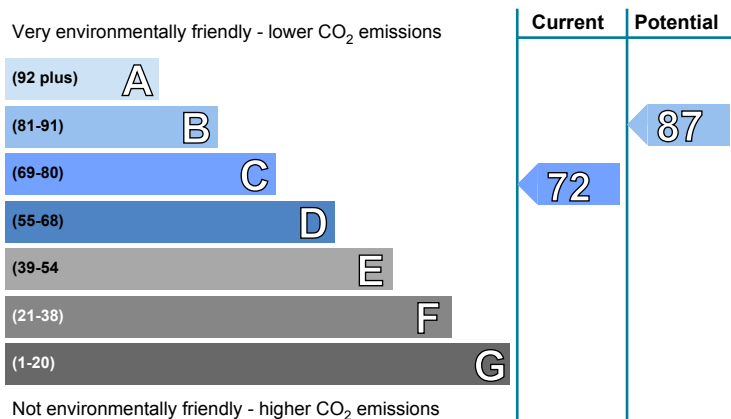 Very environmentally friendly - lower CO2 emissions
Current
Potential
(92 plus) A
(81-91) B
87
(69-80) C
72
(55-68) D
(39-54 E
(21-38) F
(1-20) G
Not environmentally friendly - higher CO2 emissions